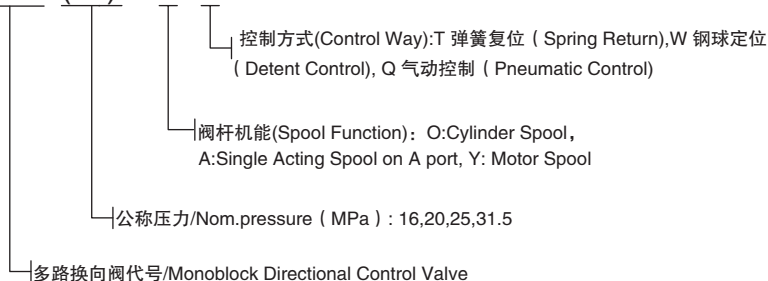 控制方式(Control Way):T 弹簧复位（Spring Return),W 钢球定位
（Detent Control), Q 气动控制（Pneumatic Control)
阀杆机能(Spool Function)：O:Cylinder Spool，
A:Single Acting Spool on A port, Y: Motor Spool
公称压力/Nom.pressure（MPa）: 16,20,25,31.5
多路换向阀代号/Monoblock Directional Control Valve